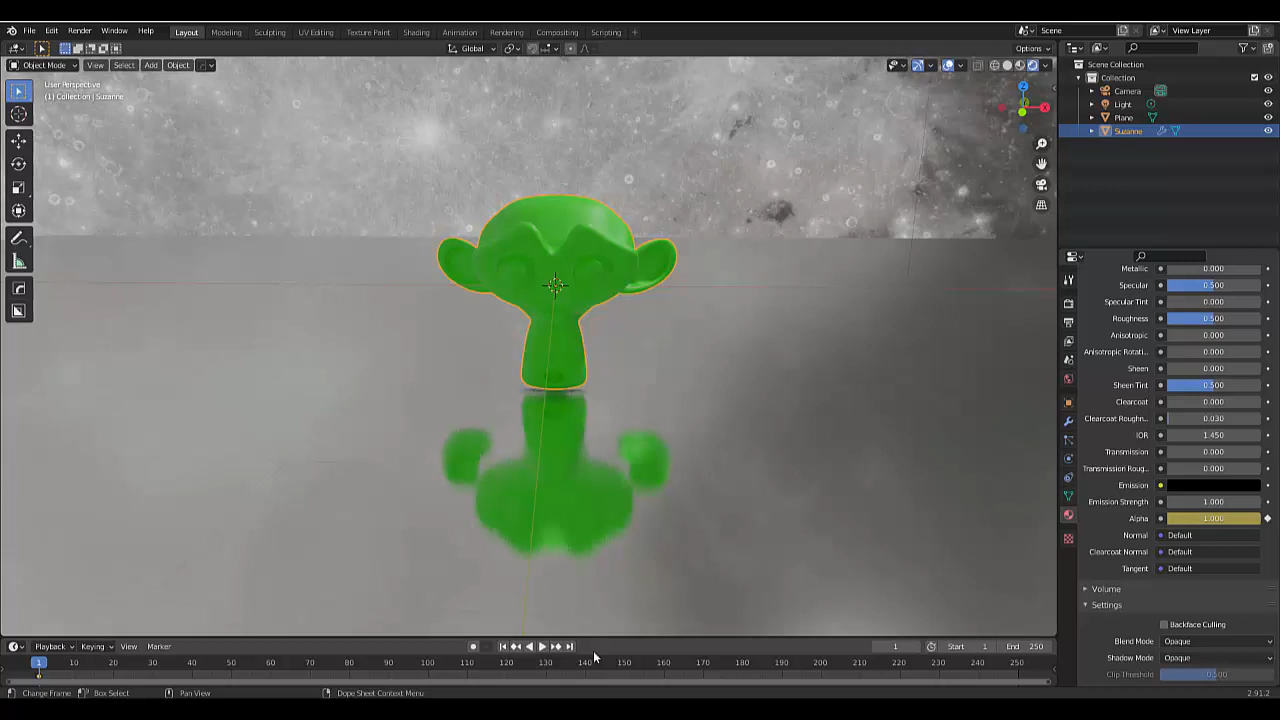 File Edit Render Window Help Layout Modeling Sculpting UV Editing Texture Paint Shading Animation Rendering Compositing Scripting Scene View Layer
Global Options
Object Mode View Select Add Object
User Perspective
(1) Collection | Suzanne
Scene Collection
Collection
Camera
Light
Plane
Suzanne
X
Metallic 0.000
Specular 0.500
Specular Tint 0.000
Roughness 0.500
Anisotropic 0.000
Anisotropic Rotati... 0.000
Sheen 0.000
Sheen Tint 0.500
Clearcoat 0.000
Clearcoat Roughn... 0.030
IOR 1.450
Transmission 0.000
Transmission Roug... 0.000
Emission
Emission Strength 1.000
Alpha 1.000
Normal Default
Clearcoat Normal Default
Tangent Default
Volume
Settings
Backface Culling
Blend Mode Opaque
Shadow Mode Opaque
Clip Threshold 0.500
Playback Keying View Marker 1 Start 1 End 250
1 10 20 30 40 50 60 70 80 90 100 110 120 130 140 150 160 170 180 190 200 210 220 230 240 250
Change Frame Box Select Pan View Dope Sheet Context Menu 2.91.2